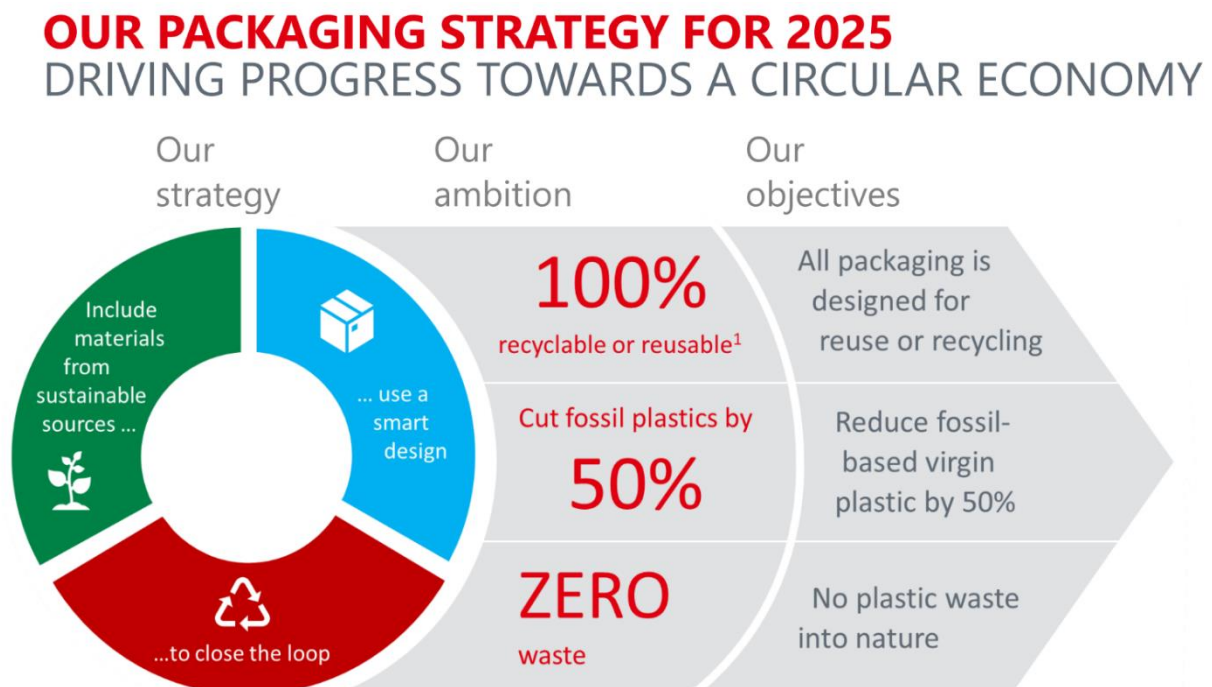 OUR PACKAGING STRATEGY FOR 2025
DRIVING PROGRESS TOWARDS A CIRCULAR ECONOMY
Our
strategy
Our
ambition
Our
objectives
Include
materials
from
sustainable
sources ...
... use a
smart
design
...to close the loop
100%
recyclable or reusable¹
Cut fossil plastics by
50%
ZERO
waste
All packaging is
designed for
reuse or recycling
Reduce fossil-
based virgin
plastic by 50%
No plastic waste
into nature